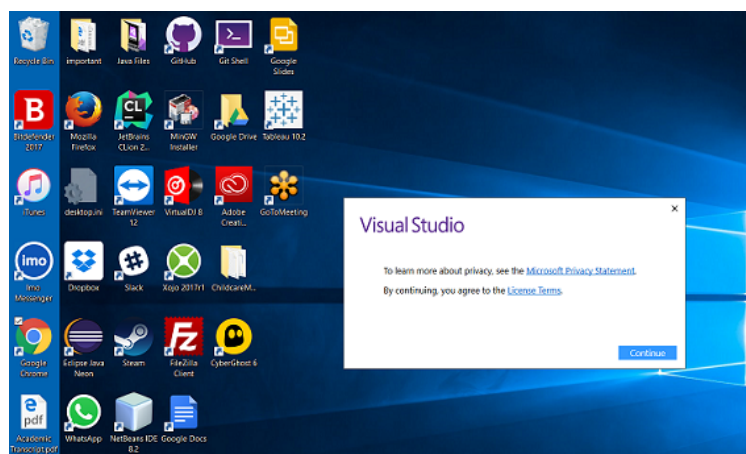 Recycle Bin
important
Java Files
GitHub
Git Shell
Google
Slides
B
CL
Bitdefender
2017
Mozilla
Firefox
JetBrains
CLion 2...
MinGW
Installer
Google Drive
Tableau 10.2
iTunes
desktop.ini
TeamViewer
12
VirtualDJ 8
Adobe
Creati...
GoToMeeting
imo
Imo
Messenger
Dropbox
Slack
Xojo 2017r1
ChildcareM...
Fz
Google
Chrome
Eclipse Java
Neon
Steam
FileZilla
Client
CyberGhost 6
pdf
Academic
Transcript.pdf
WhatsApp
NetBeans IDE
8.2
Google Docs
Visual Studio
To learn more about privacy, see the Microsoft Privacy Statement.
By continuing, you agree to the License Terms.
Continue